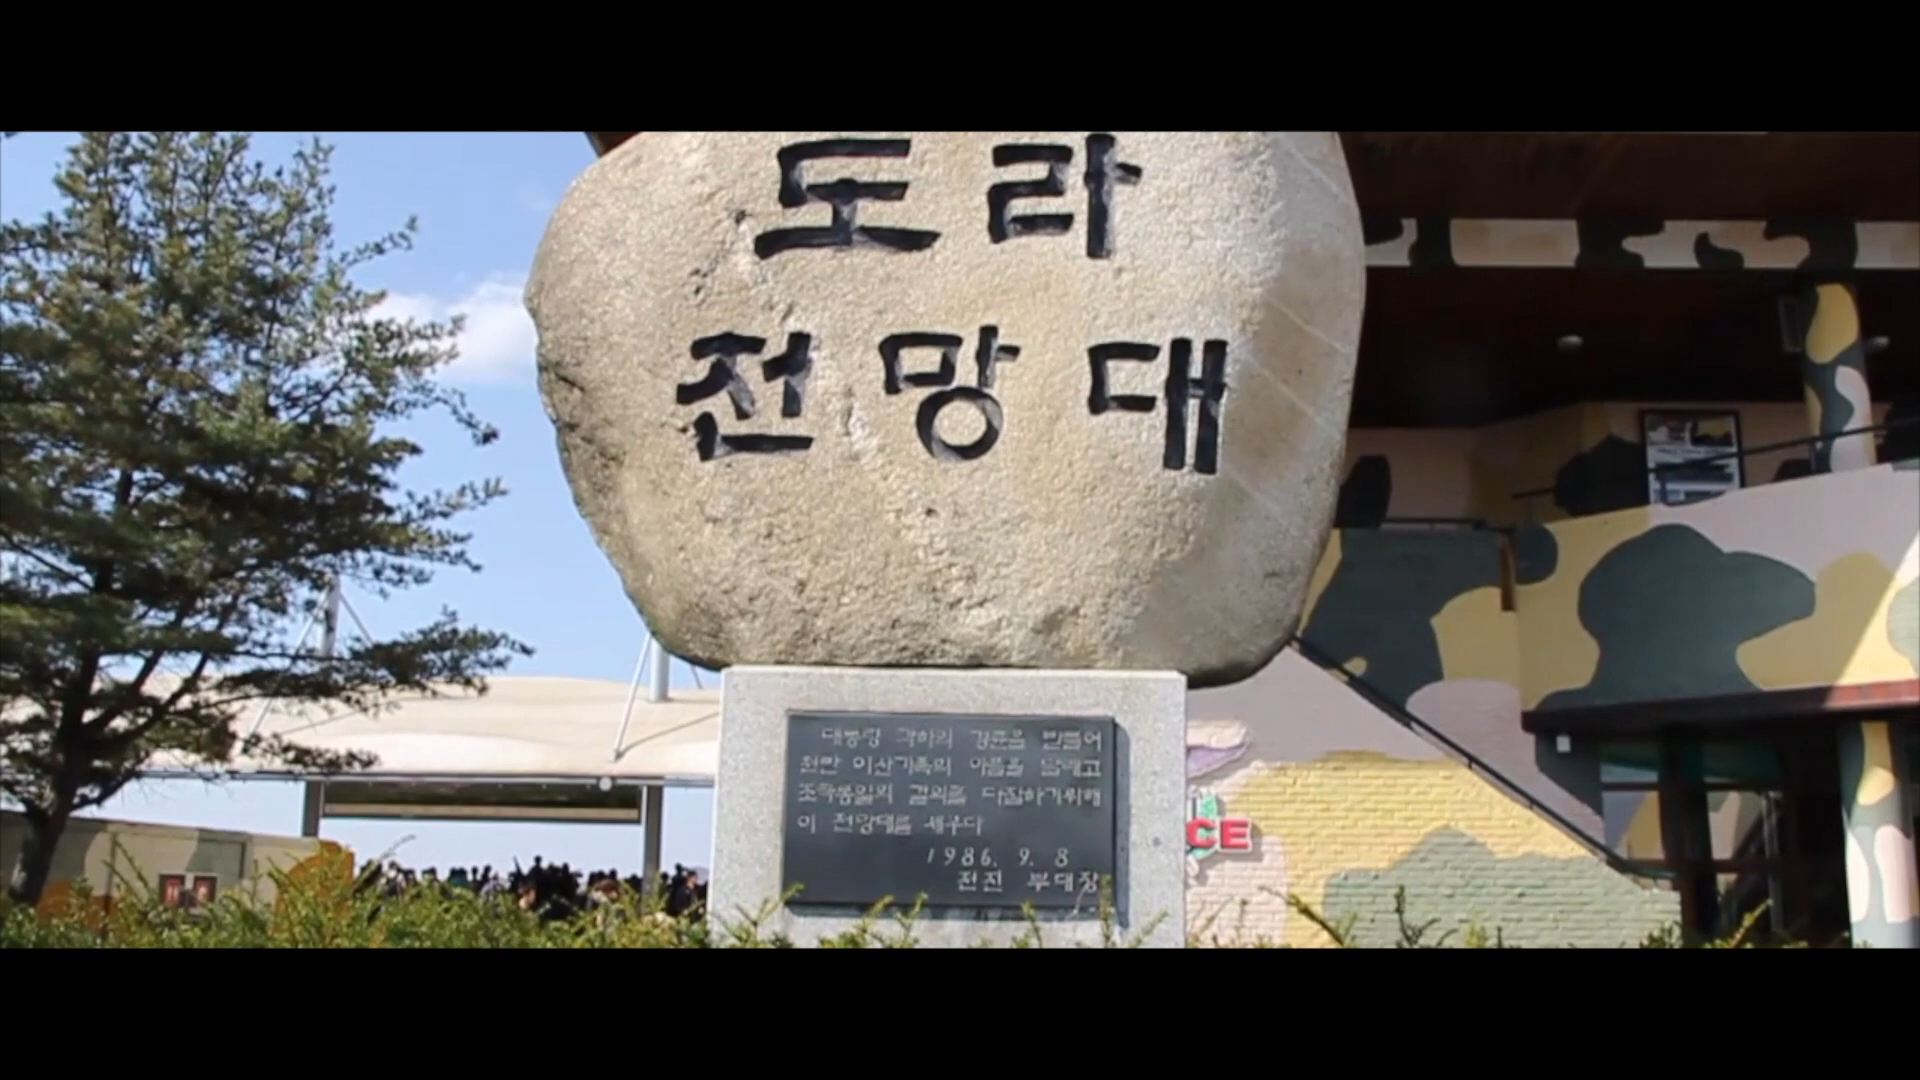 도라
전망대
대통령 각하의 경륜을 받들어
천만 이산가족의 아픔을 달래고
조국통일의 결의를 다짐하기위해
이 전망대를 세우다
1986. 9. 8
전진 부대장
CE